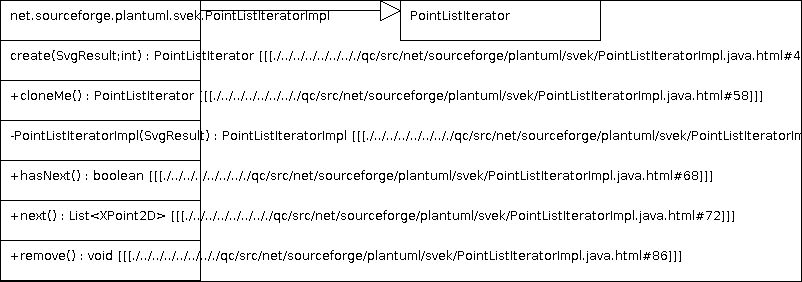 net.sourceforge.plantuml.svek.PointListIteratorImpl
PointListIterator
create(SvgResult;int) : PointListIterator [[[./../../../../../../../qc/src/net/sourceforge/plantuml/svek/PointListIteratorImpl.java.html#4
+cloneMe() : PointListIterator [[[./../../../../../../../qc/src/net/sourceforge/plantuml/svek/PointListIteratorImpl.java.html#58]]]
-PointListIteratorImpl(SvgResult) : PointListIteratorImpl [[[./../../../../../../../qc/src/net/sourceforge/plantuml/svek/PointListIteratorIm
+hasNext() : boolean [[[./../../../../../../../qc/src/net/sourceforge/plantuml/svek/PointListIteratorImpl.java.html#68]]]
+next() : List<XPoint2D> [[[./../../../../../../../qc/src/net/sourceforge/plantuml/svek/PointListIteratorImpl.java.html#72]]]
+remove() : void [[[./../../../../../../../qc/src/net/sourceforge/plantuml/svek/PointListIteratorImpl.java.html#86]]]